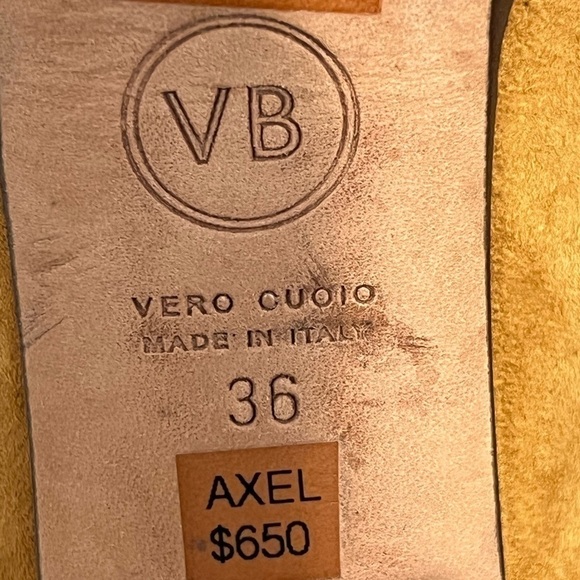 VB
VERO CUOIO
MADE IN ITALY
36
AXEL
$650